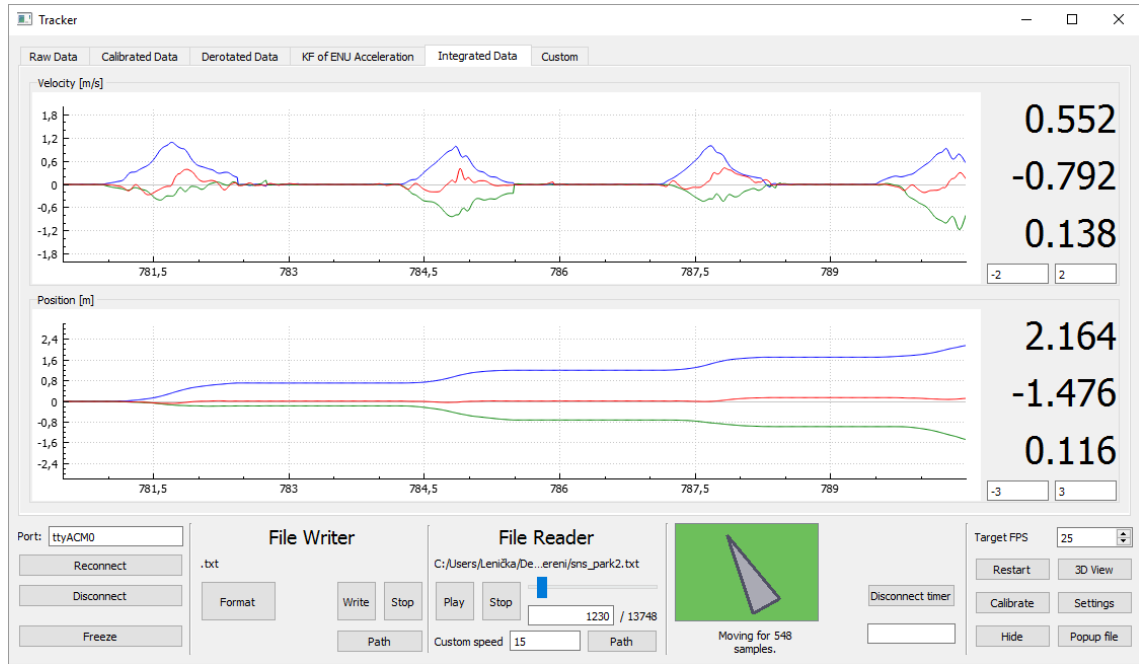 Tracker
Raw Data Calibrated Data Derotated Data KF of ENU Acceleration Integrated Data Custom
Velocity [m/s]
1,8
1,2
0,6
0
-0,6
-1,2
-1,8
781,5 783 784,5 786 787,5 789
0.552
-0.792
0.138
-2 2
Position [m]
2,4
1,6
0,8
0
-0,8
-1,6
-2,4
781,5 783 784,5 786 787,5 789
2.164
-1.476
0.116
-3 3
Port: ttyACM0
Reconnect
Disconnect
Freeze
File Writer
.txt
Format Write Stop
Path
File Reader
C:/Users/Lenička/De...ereni/sns_park2.txt
Play Stop
1230 / 13748
Custom speed 15 Path
Moving for 548
samples.
Disconnect timer
Target FPS 25
Restart 3D View
Calibrate Settings
Hide Popup file